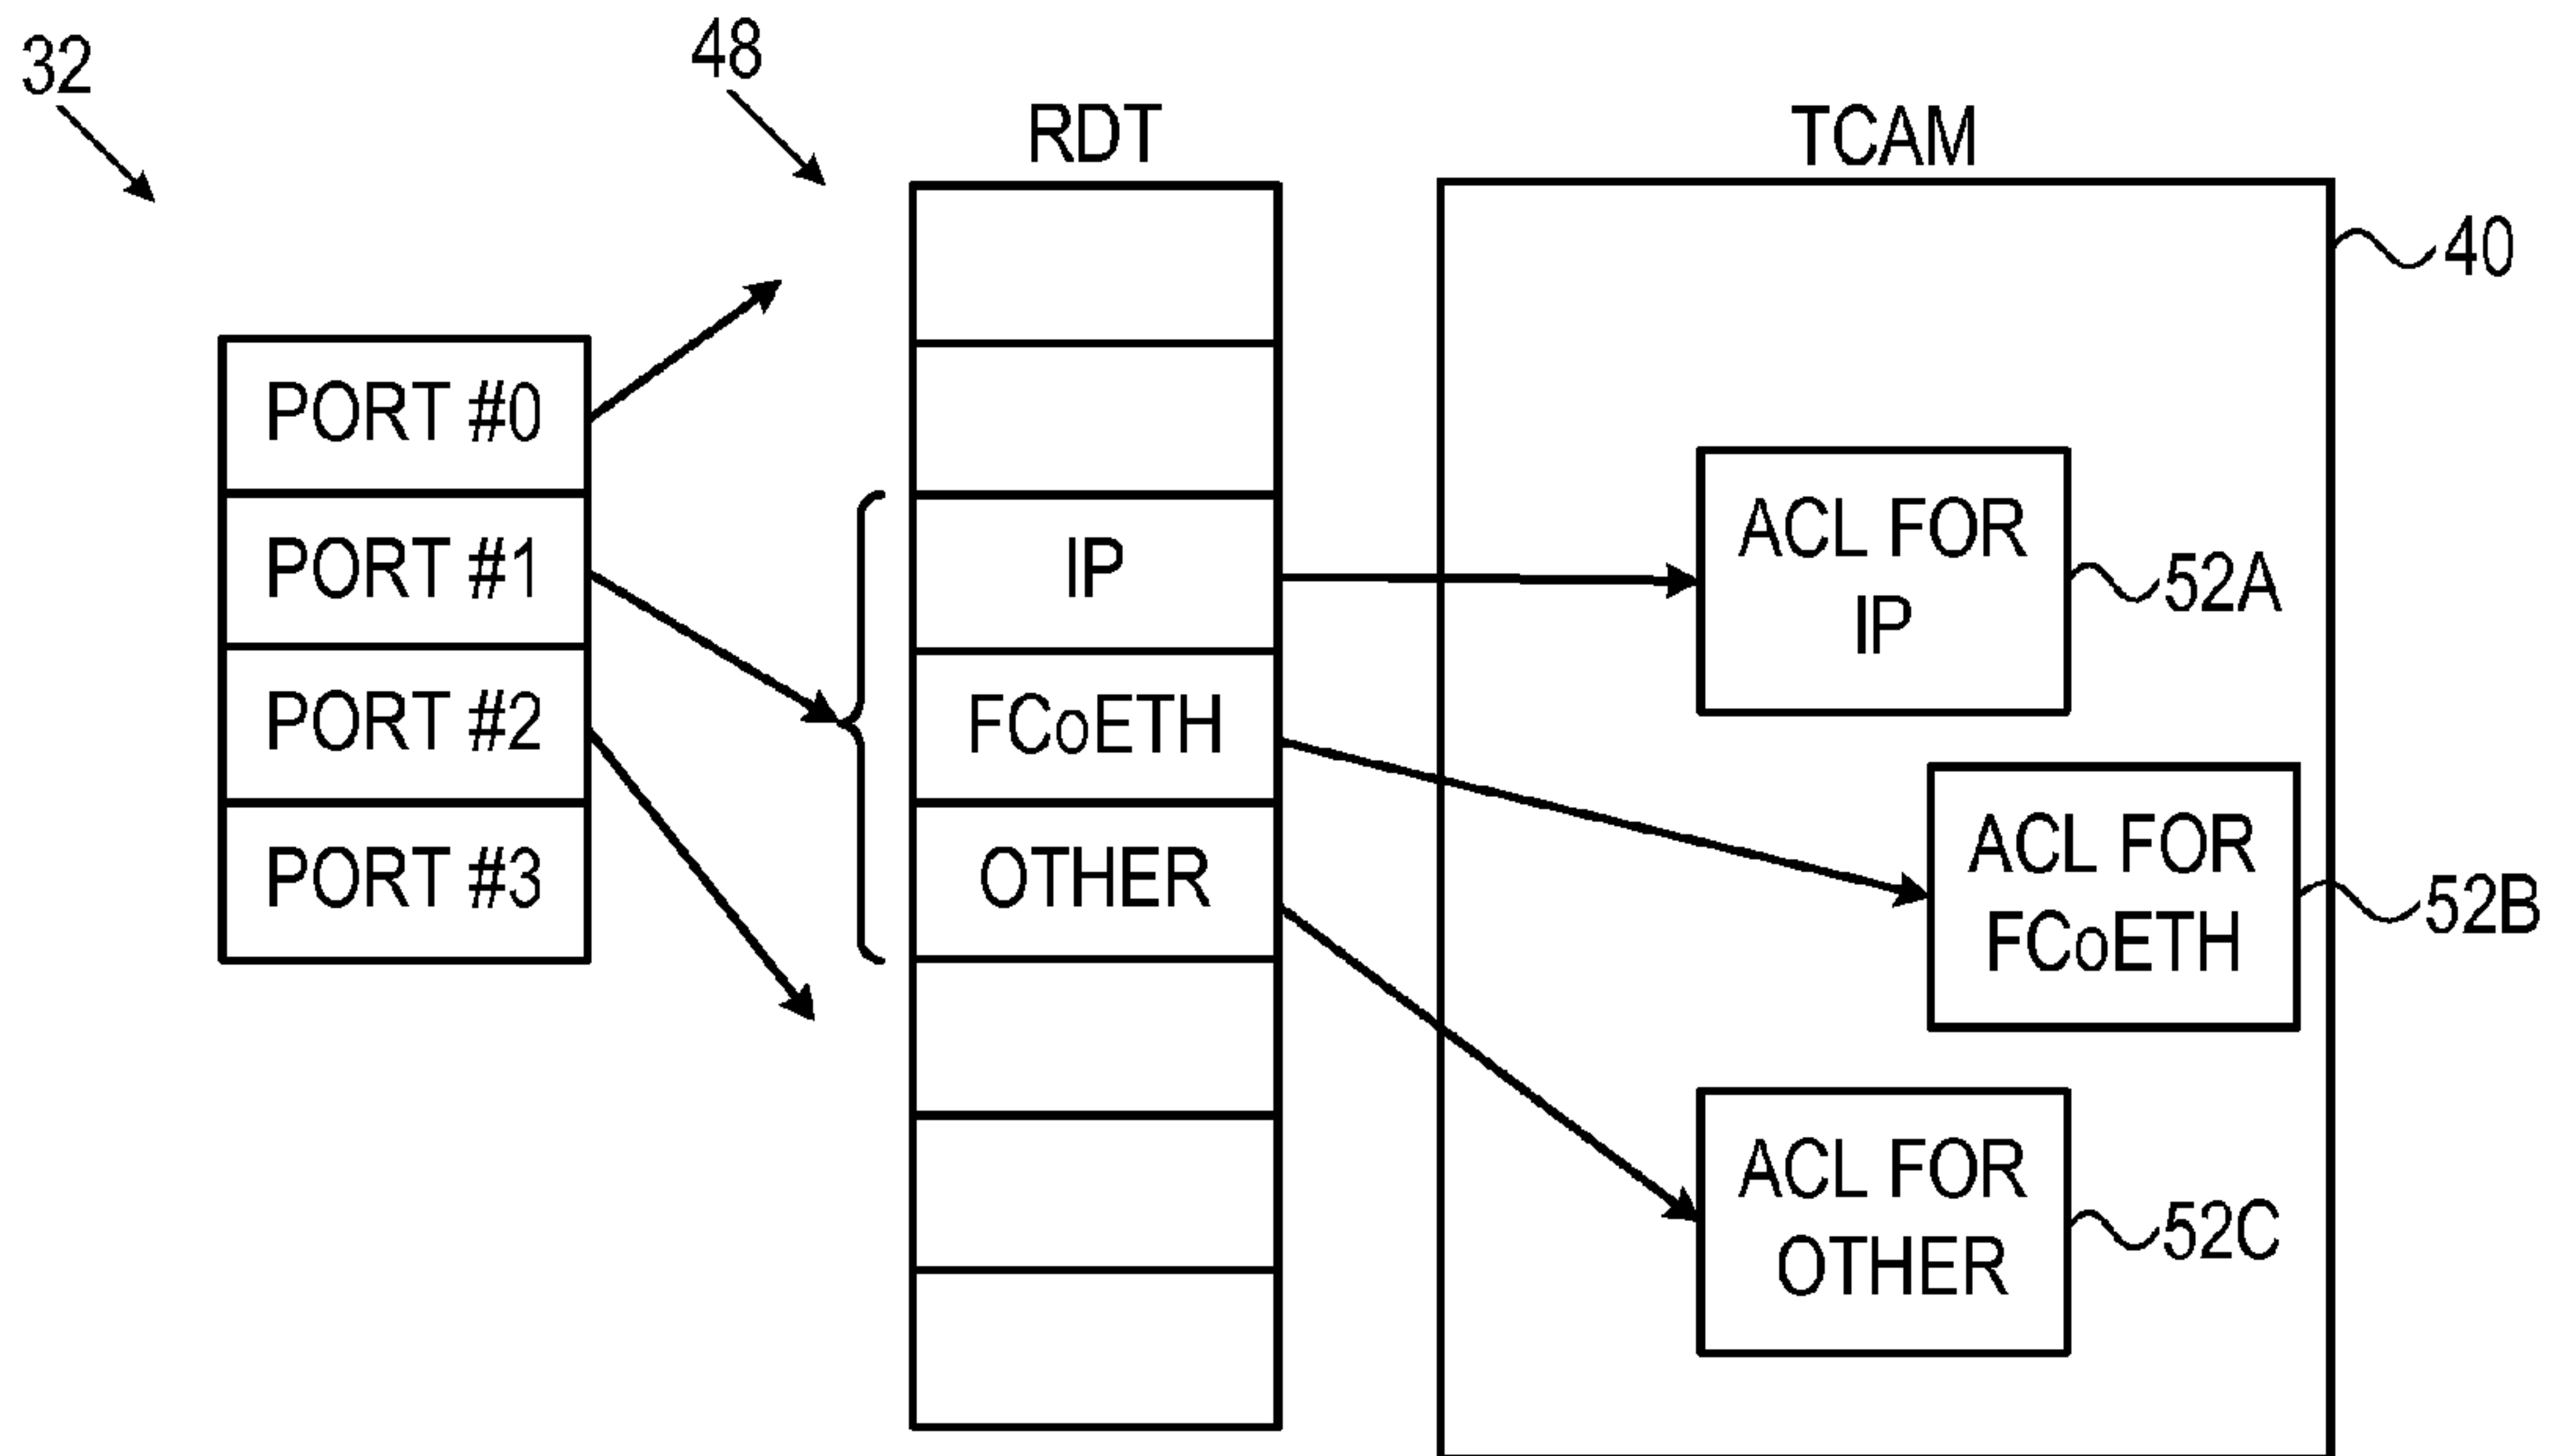 32
48
RDT
TCAM
40
PORT #0
PORT #1
PORT #2
PORT #3
IP
FCoETH
OTHER
ACL FOR
IP
52A
ACL FOR
FCoETH
52B
ACL FOR
OTHER
52C